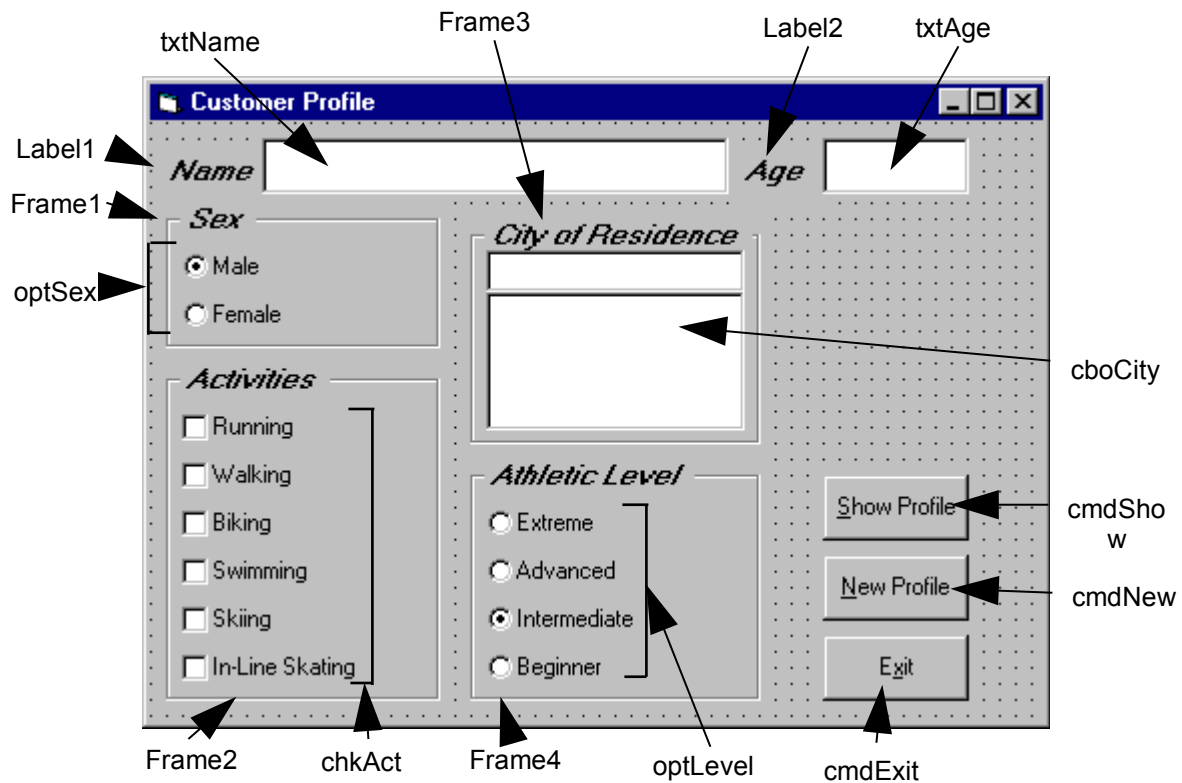 Frame3
txtName
Label2
txtAge
Customer Profile
Label1
Name
Age
Frame1
Sex
City of Residence
Male
optSex
Female
cboCity
Activities
Running
Walking
Biking
Swimming
Skiing
In-Line Skating
Athletic Level
Extreme
Advanced
Intermediate
Beginner
Show Profile
cmdSho
w
New Profile
cmdNew
Exit
Frame2
chkAct
Frame4
optLevel
cmdExit